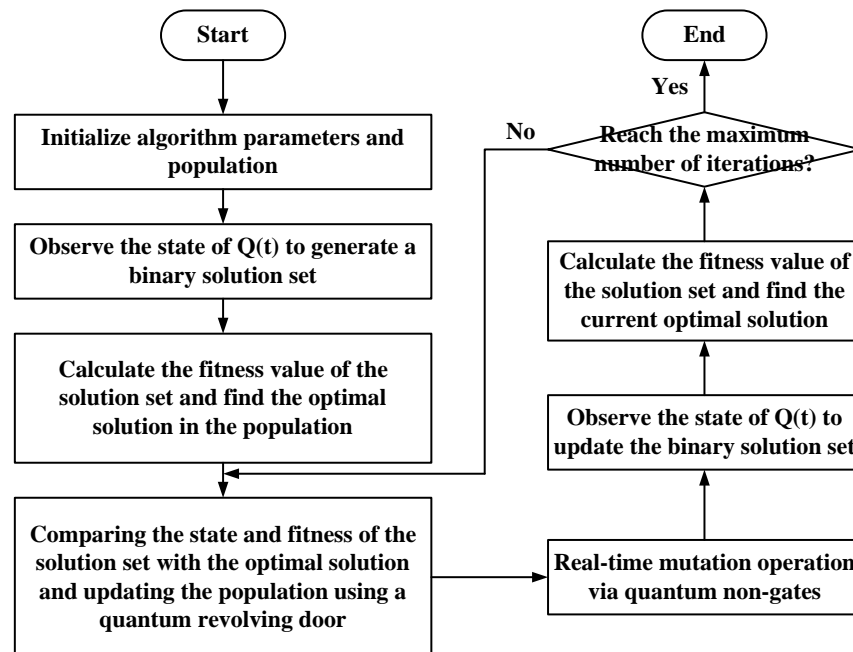 Start
Initialize algorithm parameters and
population
Observe the state of Q(t) to generate a
binary solution set
Calculate the fitness value of the
solution set and find the optimal
solution in the population
Comparing the state and fitness of the
solution set with the optimal solution
and updating the population using a
quantum revolving door
Real-time mutation operation
via quantum non-gates
Observe the state of Q(t) to
update the binary solution set
Calculate the fitness value of
the solution set and find the
current optimal solution
Reach the maximum
number of iterations?
No
Yes
End